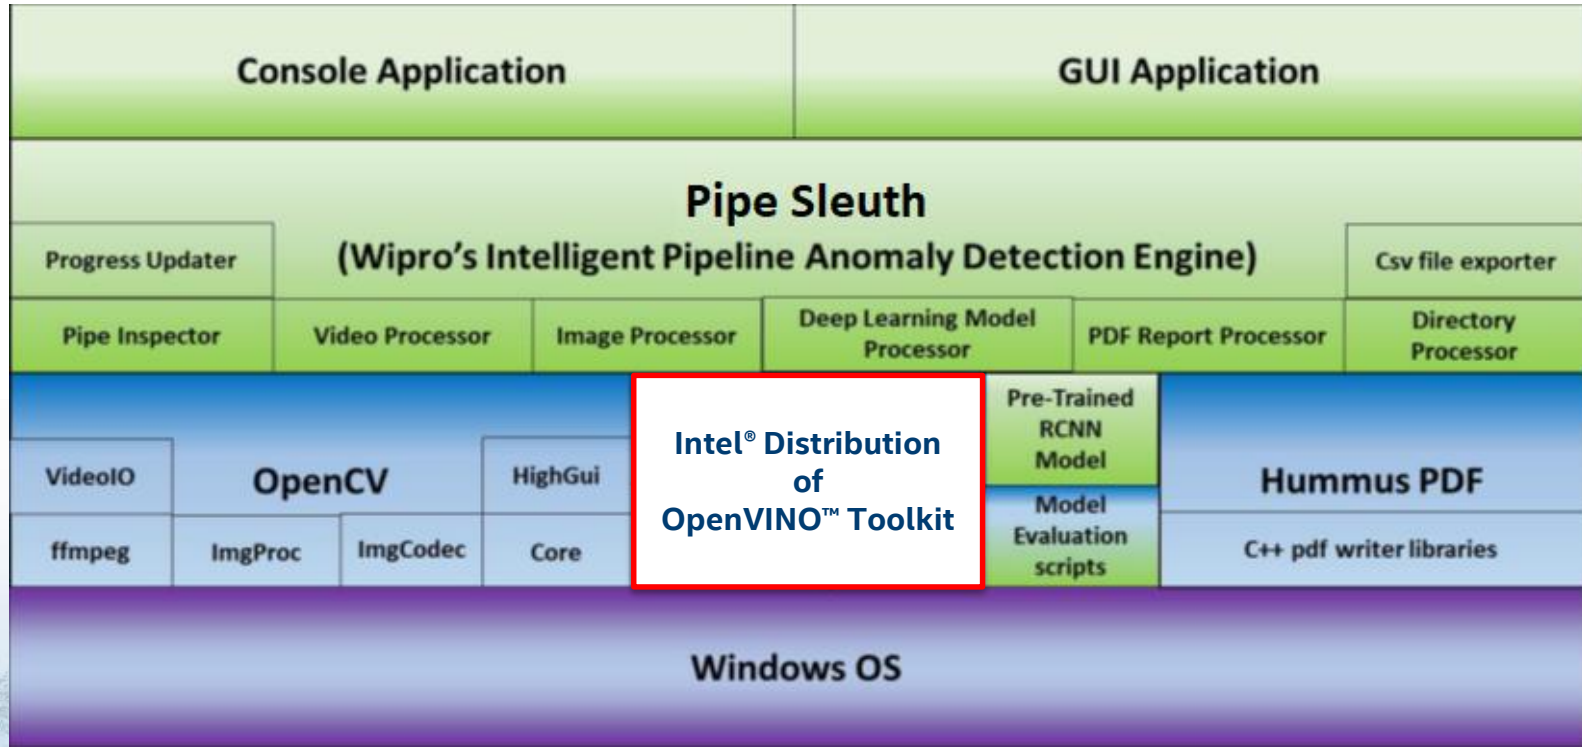 Console Application
GUI Application
Pipe Sleuth
(Wipro's Intelligent Pipeline Anomaly Detection Engine)
Progress Updater
Csv file exporter
Pipe Inspector
Video Processor
Image Processor
Deep Learning Model
Processor
PDF Report Processor
Directory
Processor
VideoIO
OpenCV
HighGui
ffmpeg
ImgProc
ImgCodec
Core
Intel® Distribution
of
OpenVINO™ Toolkit
Pre-Trained
RCNN
Model
Model
Evaluation
scripts
Hummus PDF
C++ pdf writer libraries
Windows OS